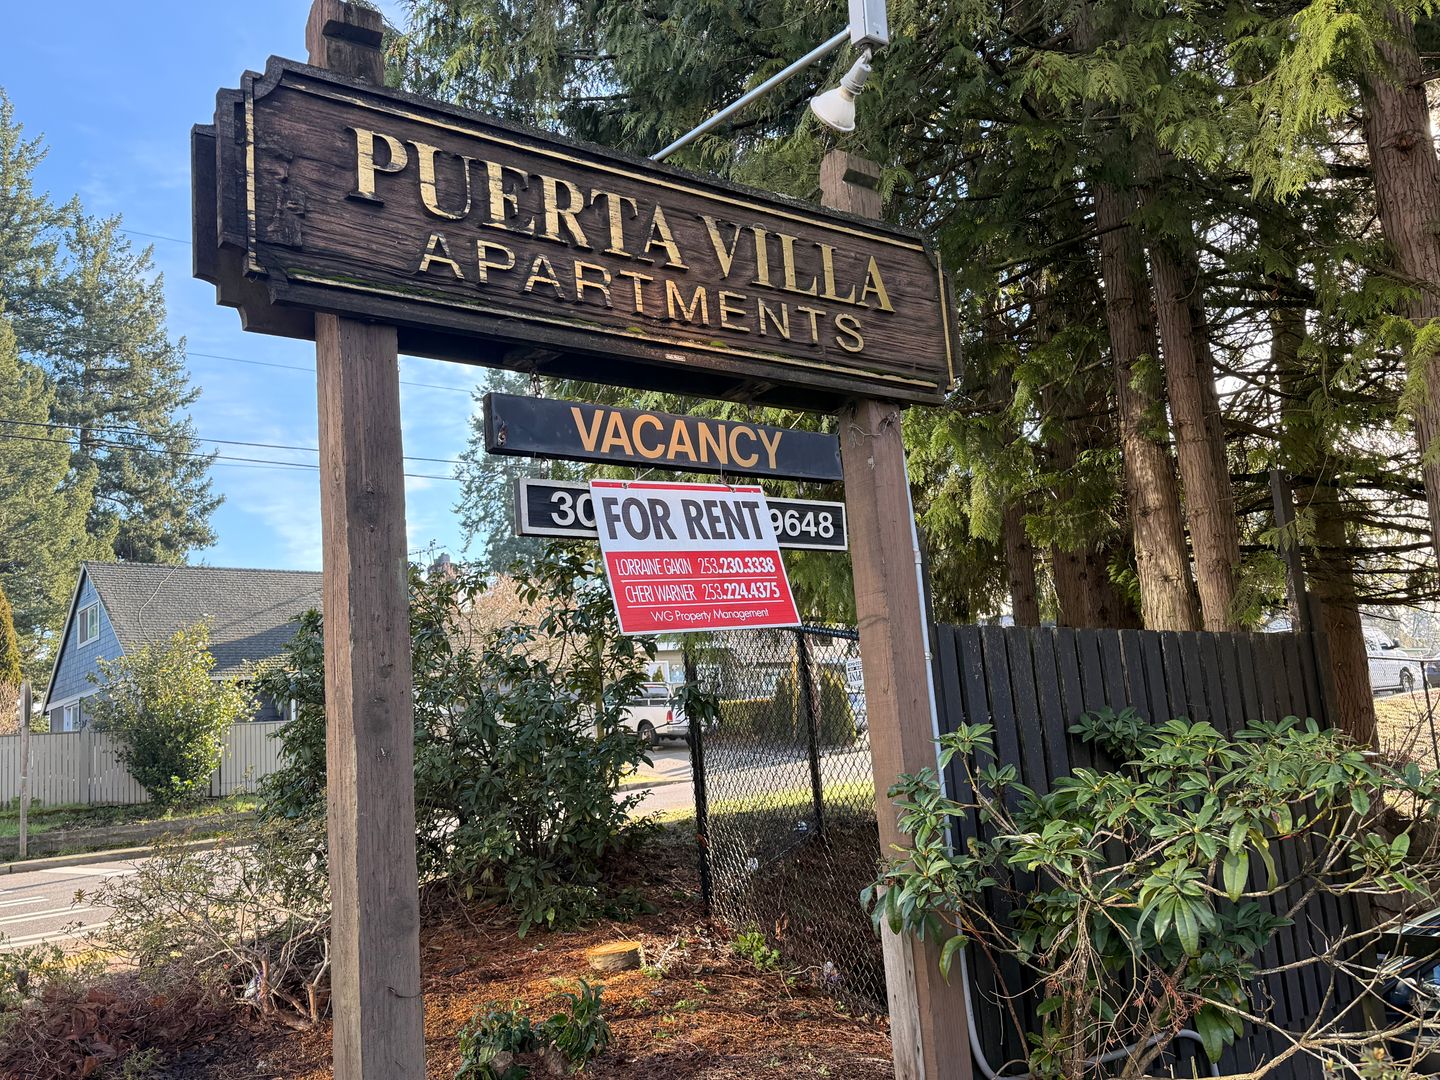 PUERTA VILLA
APARTMENTS
VACANCY
30
9648
FOR RENT
LORRAINE GAKIN 253.230.3338
CHERI WARNER 253.224.4375
WG Property Management